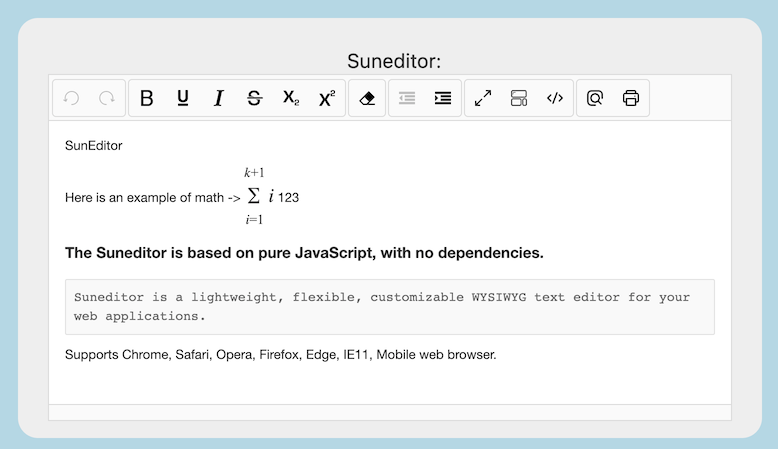 Suneditor:
B U I S X₂ X²
</>
SunEditor
k+1
Here is an example of math -> Σ i 123
i=1
The Suneditor is based on pure JavaScript, with no dependencies.
Suneditor is a lightweight, flexible, customizable WYSIWYG text editor for your
web applications.
Supports Chrome, Safari, Opera, Firefox, Edge, IE11, Mobile web browser.